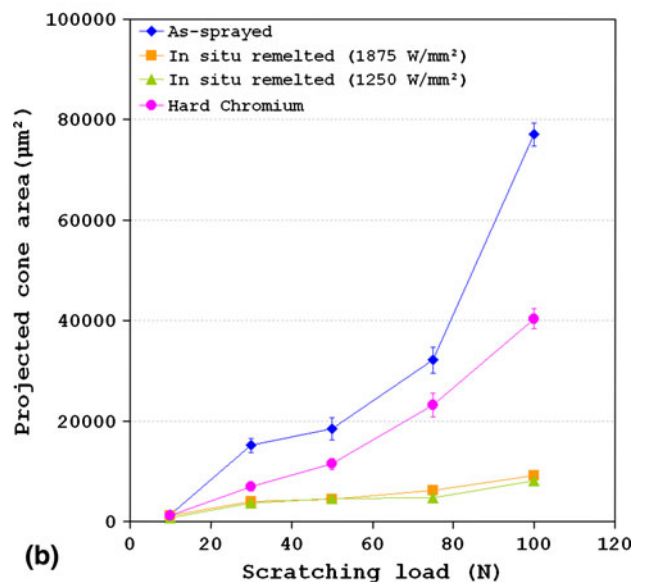 100000
80000
60000
40000
20000
0
Projected cone area(µm²)
As-sprayed
In situ remelted (1875 W/mm²)
In situ remelted (1250 W/mm²)
Hard Chromium
0 20 40 60 80 100 120
Scratching load (N)
(b)